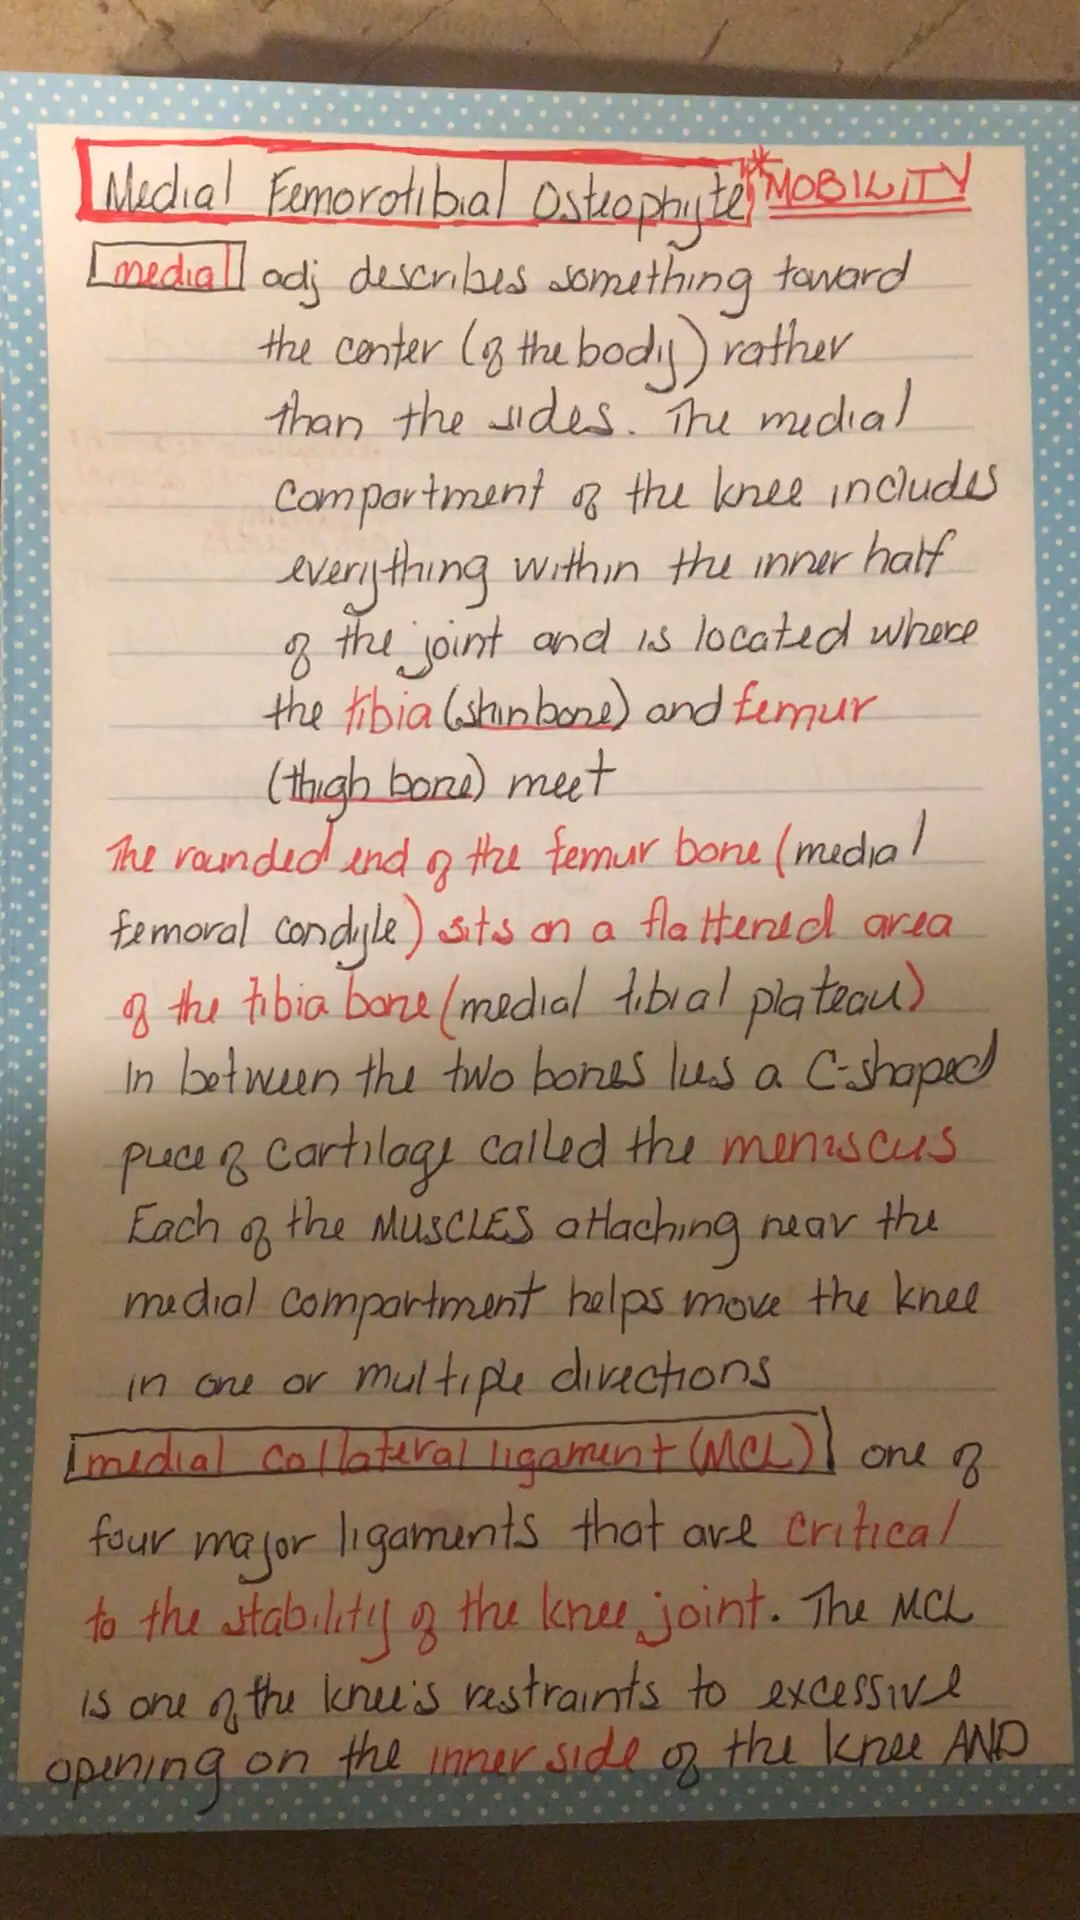 Medial Femorotibial Osteophyte *MOBILITY
medial adj describes something toward
the center (of the body) rather
than the sides. The medial
compartment of the knee includes
everything within the inner half
of the joint and is located where
the tibia (shinbone) and femur
(thigh bone) meet
The rounded end of the femur bone (medial
femoral condyle) sits on a flattened area
of the tibia bone (medial tibial plateau)
In between the two bones lies a C-shaped
piece of cartilage called the meniscus
Each of the MUSCLES attaching near the
medial compartment helps move the knee
in one or multiple directions
medial collateral ligament (MCL) one of
four major ligaments that are critical
to the stability of the knee joint. The MCL
is one of the knee's restraints to excessive
opening on the inner side of the knee AND